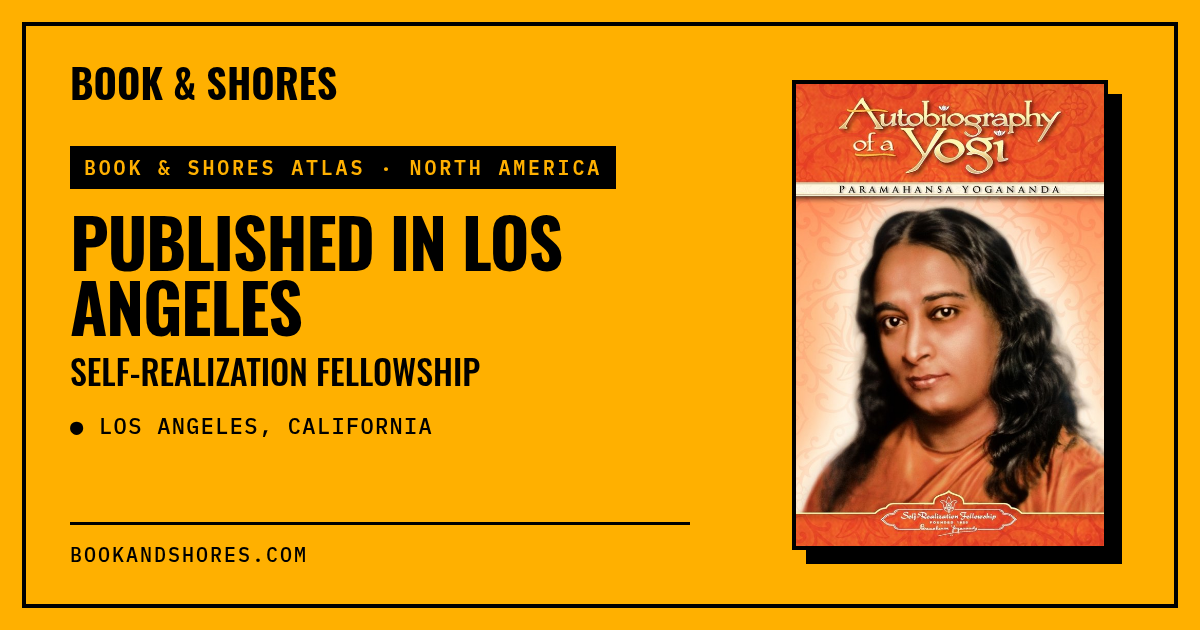 BOOK & SHORES
BOOK & SHORES ATLAS · NORTH AMERICA
PUBLISHED IN LOS
ANGELES
SELF-REALIZATION FELLOWSHIP
LOS ANGELES, CALIFORNIA
BOOKANDSHORES.COM
Autobiography
of a Yogi
PARAMAHANSA YOGANANDA
Self-Realization Fellowship